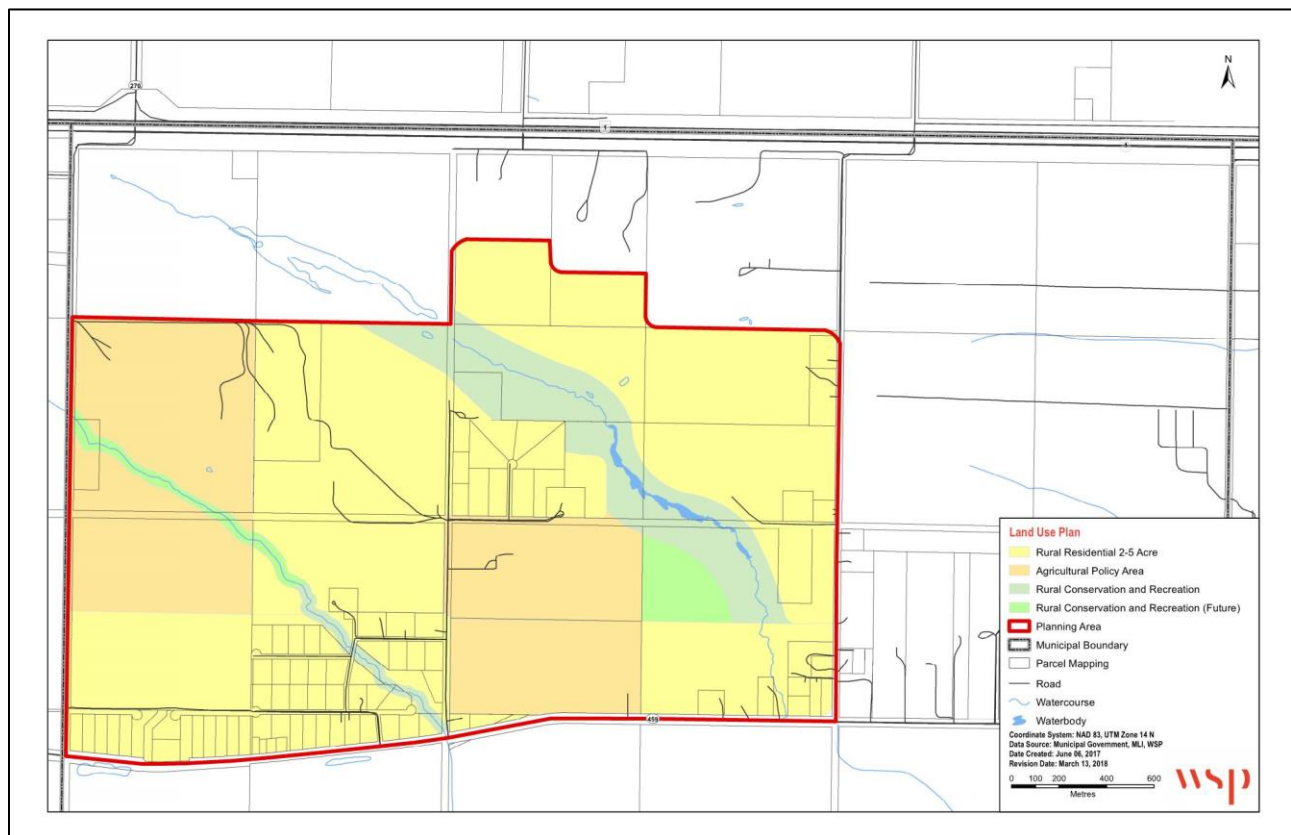 N
270
1
1
459
Land Use Plan
Rural Residential 2-5 Acre
Agricultural Policy Area
Rural Conservation and Recreation
Rural Conservation and Recreation (Future)
Planning Area
Municipal Boundary
Parcel Mapping
Road
Watercourse
Waterbody
Coordinate System: NAD 83, UTM Zone 14 N
Data Source: Municipal Government, MLI, WSP
Date Created: June 06, 2017
Revision Date: March 13, 2018
0 100 200 400 600
Metres
wsp